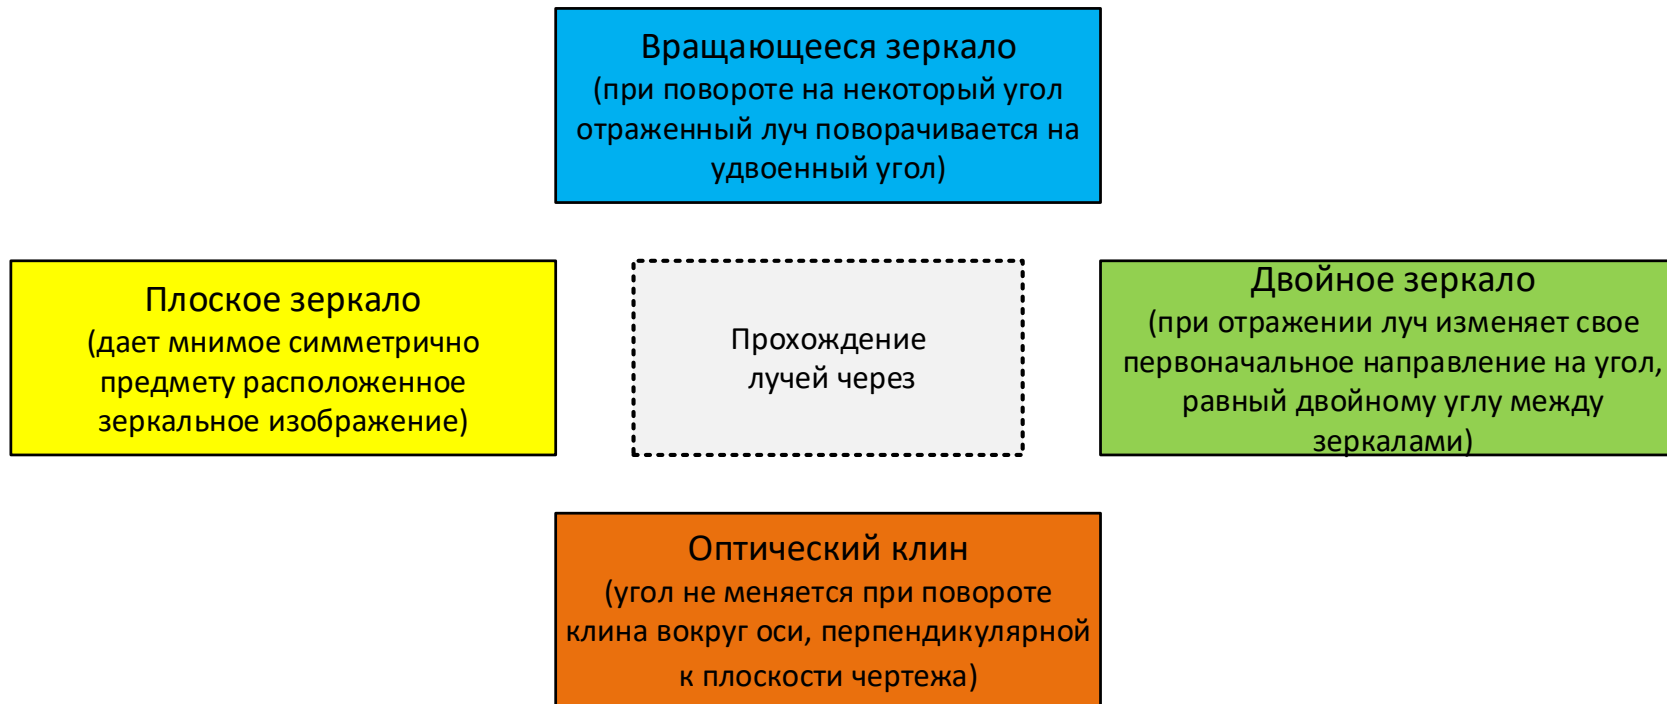 Вращающееся зеркало
(при повороте на некоторый угол
отраженный луч поворачивается на
удвоенный угол)
Плоское зеркало
(дает мнимое симметрично
предмету расположенное
зеркальное изображение)
Прохождение
лучей через
Двойное зеркало
(при отражении луч изменяет свое
первоначальное направление на угол,
равный двойному углу между
зеркалами)
Оптический клин
(угол не меняется при повороте
клина вокруг оси, перпендикулярной
к плоскости чертежа)